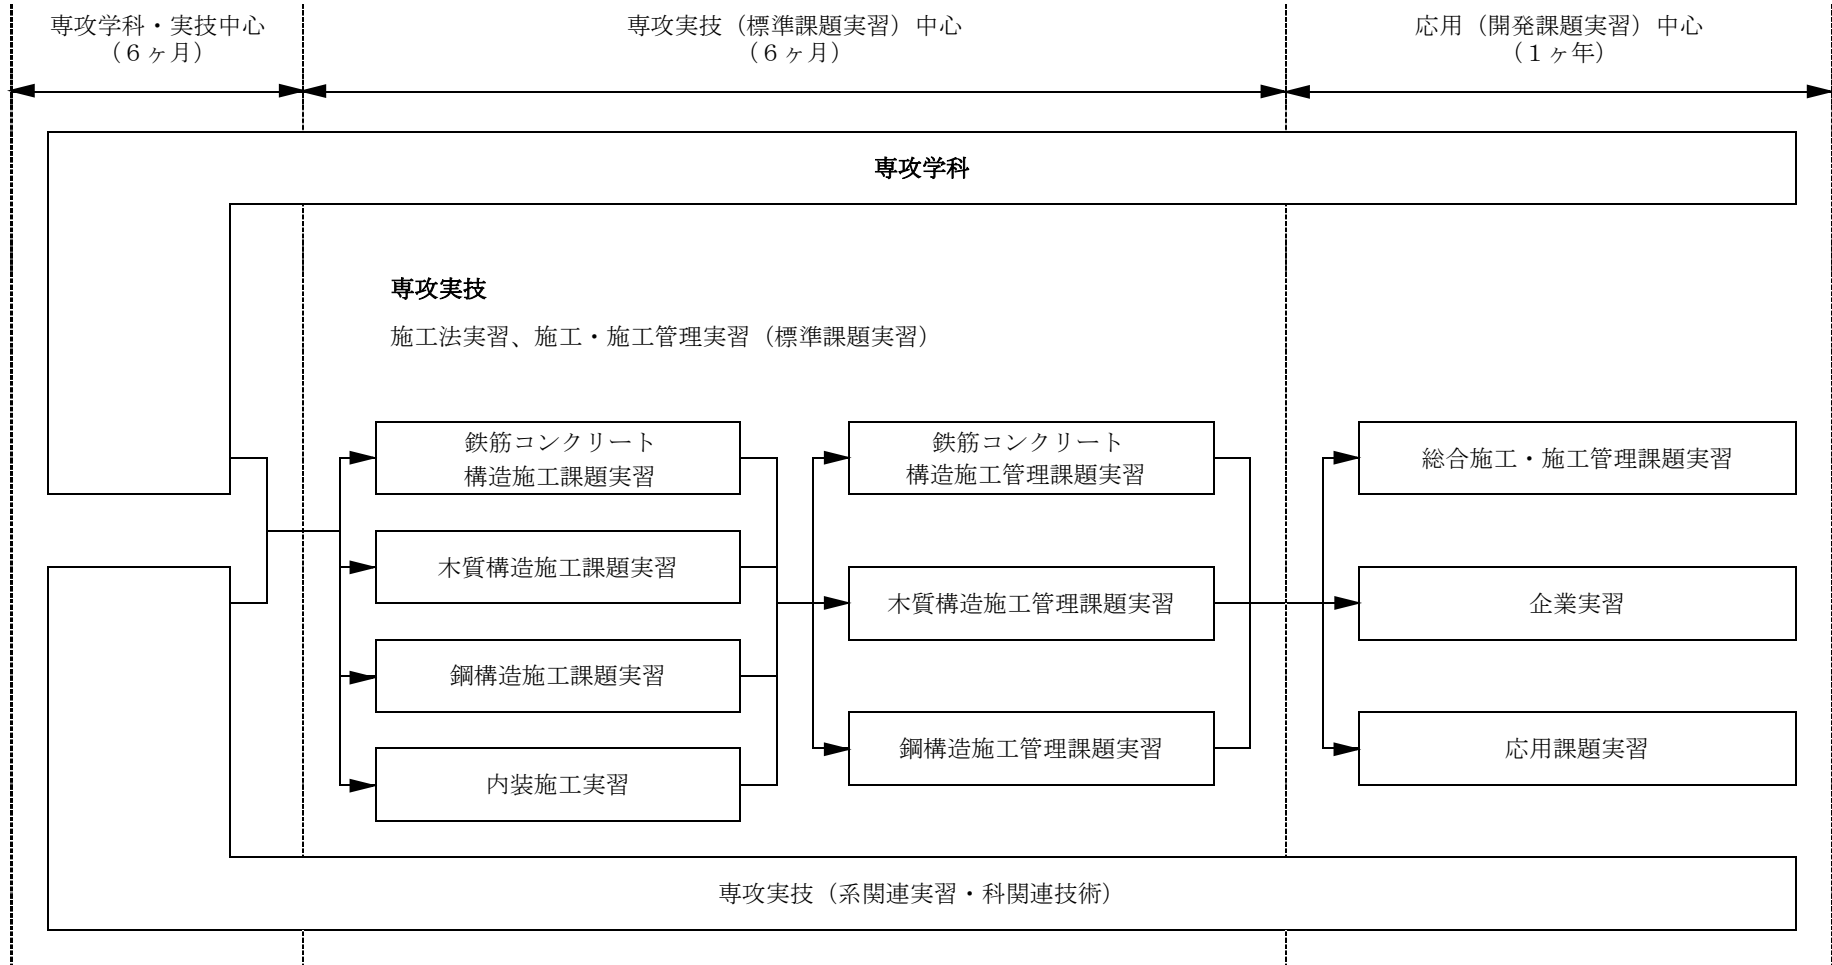 専攻学科・実技中心
（６ヶ月）
専攻実技（標準課題実習）中心
（６ヶ月）
応用（開発課題実習）中心
（１ヶ年）
専攻学科
専攻実技
施工法実習、施工・施工管理実習（標準課題実習）
鉄筋コンクリート
構造施工課題実習
木質構造施工課題実習
鋼構造施工課題実習
内装施工実習
鉄筋コンクリート
構造施工管理課題実習
木質構造施工管理課題実習
鋼構造施工管理課題実習
総合施工・施工管理課題実習
企業実習
応用課題実習
専攻実技（系関連実習・科関連技術）